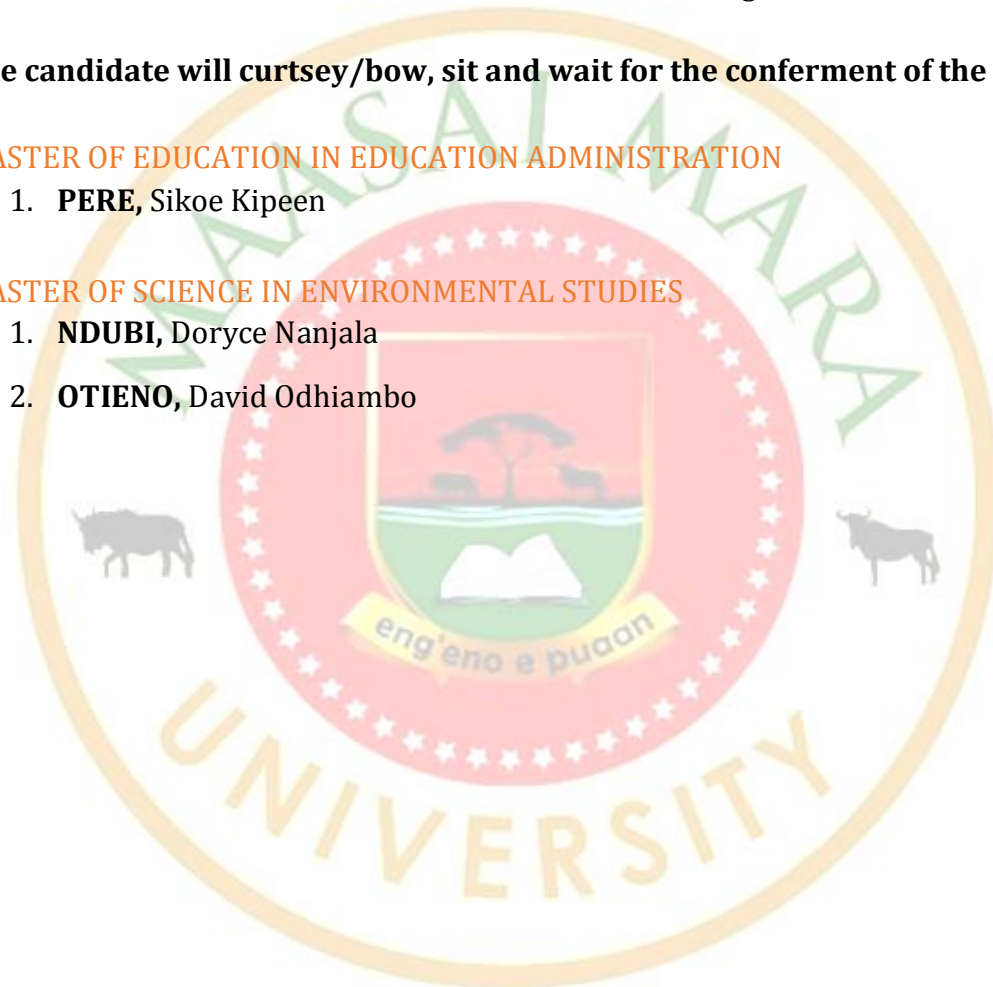 e candidate will curtsey/bow, sit and wait for the conferment of the
ASTER OF EDUCATION IN EDUCATION ADMINISTRATION
1. PERE, Sikoe Kipeen
ASTER OF SCIENCE IN ENVIRONMENTAL STUDIES
1. NDUBI, Doryce Nanjala
2. OTIENO, David Odhiambo
MAASAI MARA
eng'eno e puaan
UNIVERSITY